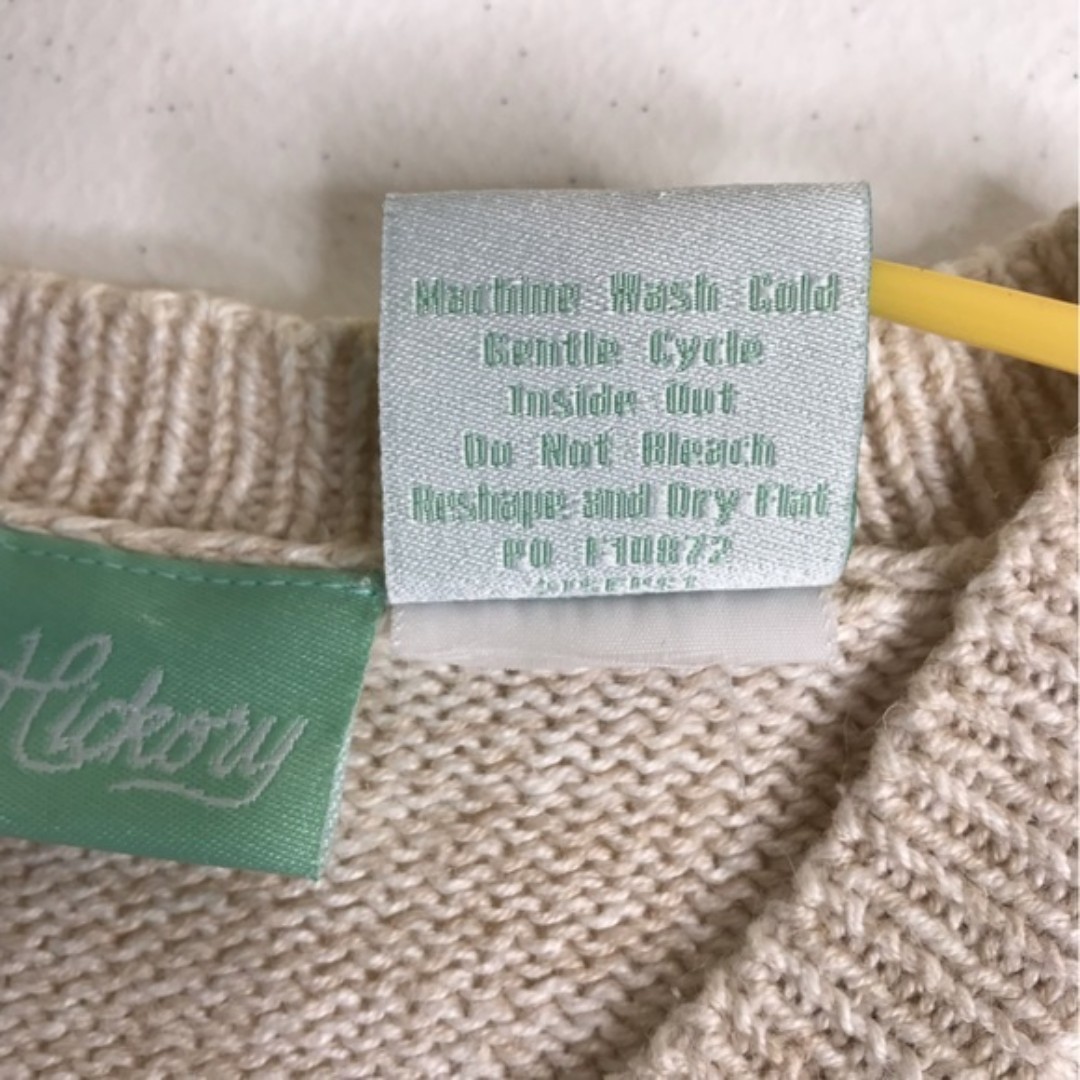 Machine Wash Cold
Gentle Cycle
Inside Out
Do Not Bleach
Reshape and Dry Flat
PO F10872
Hickory